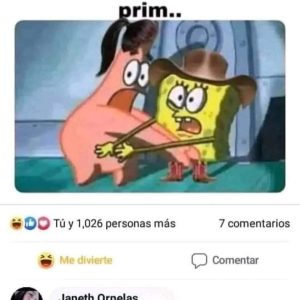 prim..
Tú y 1,026 personas más
7 comentarios
Me divierte
Comentar
Janeth Ornelas